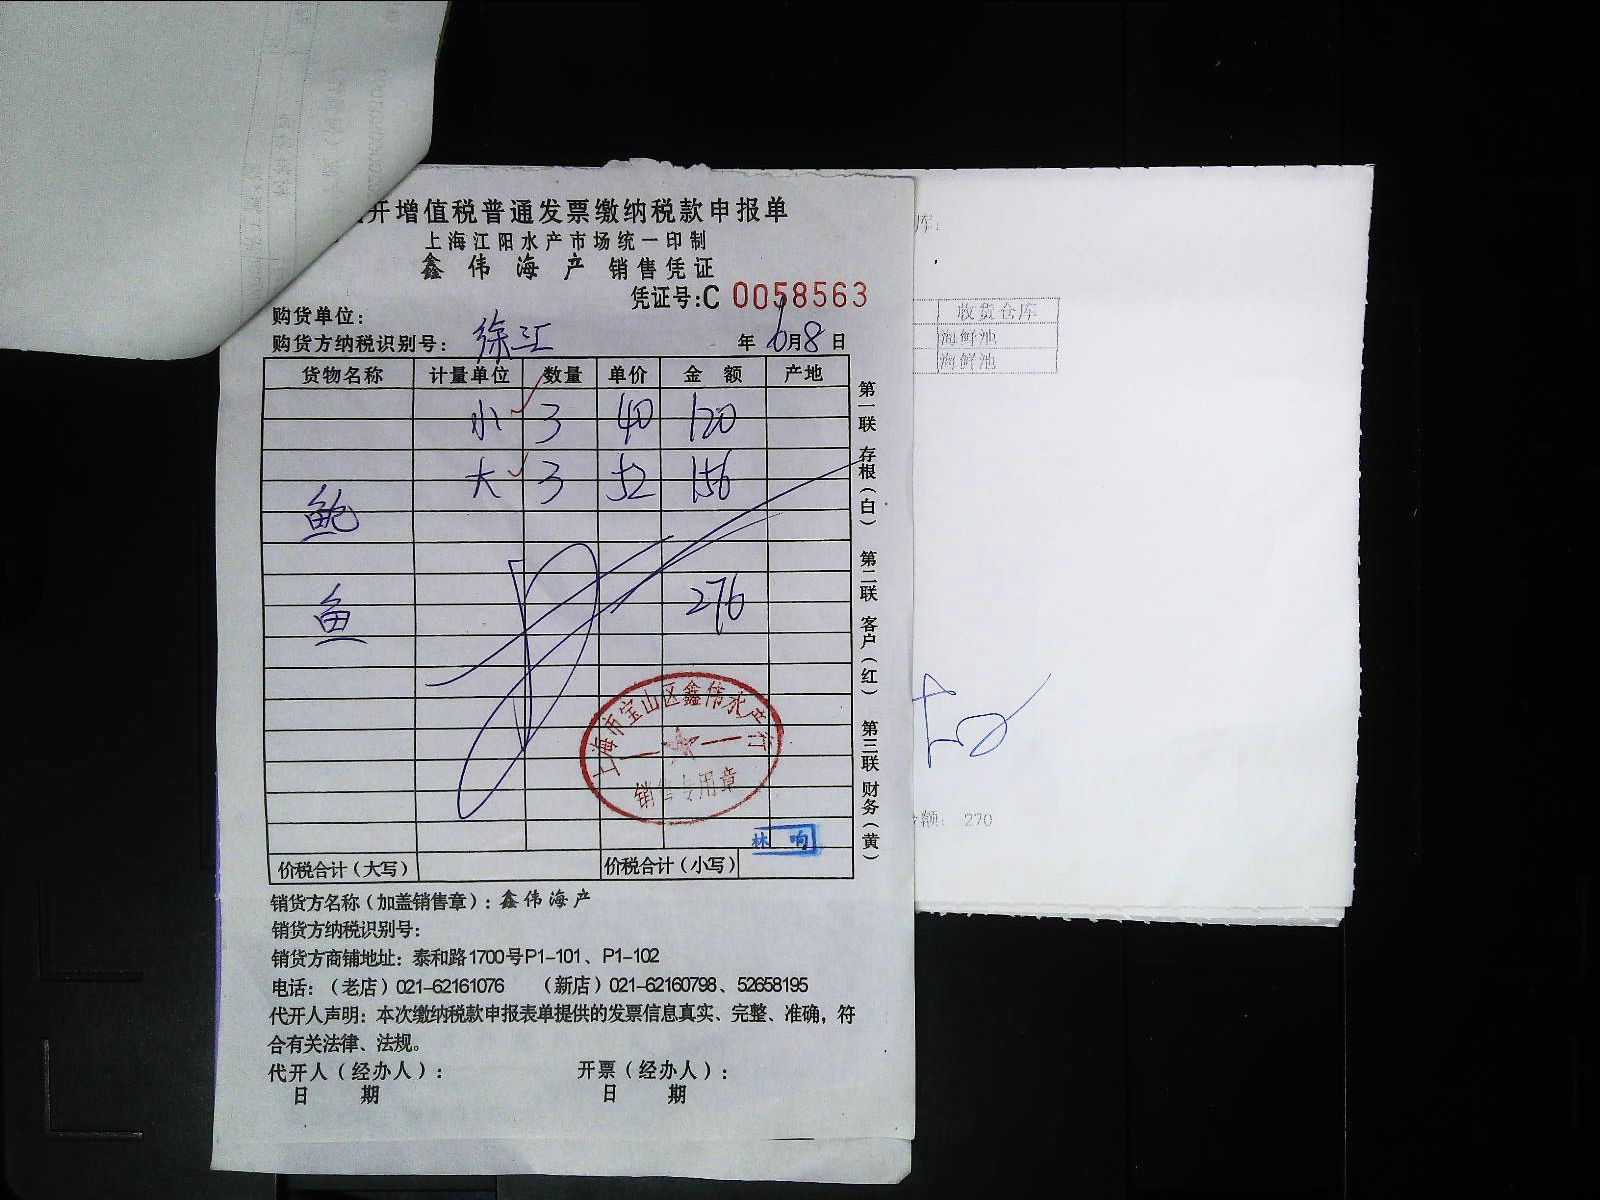 开增值税普通发票缴纳税款申报单
上海江阳水产市场统一印制
鑫伟海产 销售凭证
凭证号:C 0058563
购货单位:
购货方纳税识别号: 徐汇 年6月8日
货物名称 计量单位 数量 单价 金额 产地
小 3 40 120
大 3 52 156
鲍
鱼 276
第一联 存根(白) 第二联 客户(红) 第三联 财务(黄)
上海市宝山区鑫伟水产行
销售专用章
林 响
价税合计(大写) 价税合计(小写)
销货方名称(加盖销售章): 鑫伟海产
销货方纳税识别号:
销货方商铺地址: 泰和路1700号P1-101、P1-102
电话:(老店)021-62161076 (新店)021-62160798、52658195
代开人声明: 本次缴纳税款申报表单提供的发票信息真实、完整、准确,符
合有关法律、法规。
代开人(经办人): 开票(经办人):
日 期 日 期
库:
收货仓库
海鲜池
海鲜池
额: 270